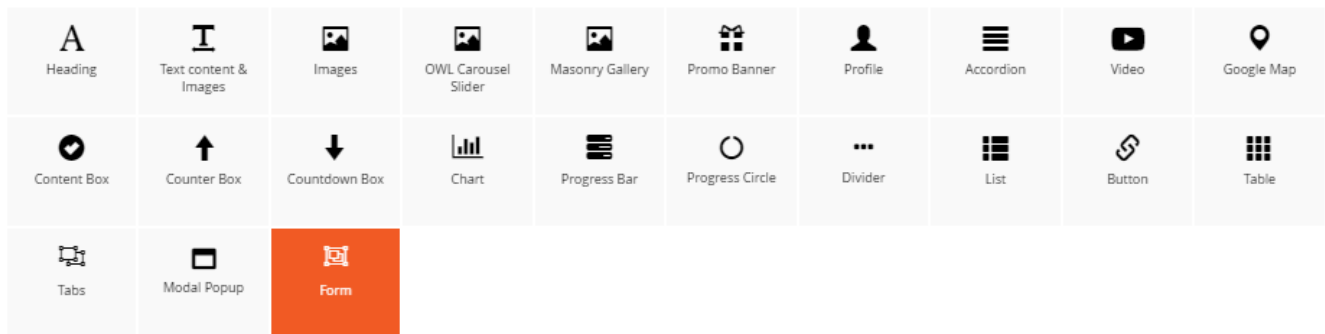 Heading
Text content &
Images
Images
OWL Carousel
Slider
Masonry Gallery
Promo Banner
Profile
Accordion
Video
Google Map
Content Box
Counter Box
Countdown Box
Chart
Progress Bar
Progress Circle
Divider
List
Button
Table
Tabs
Modal Popup
Form